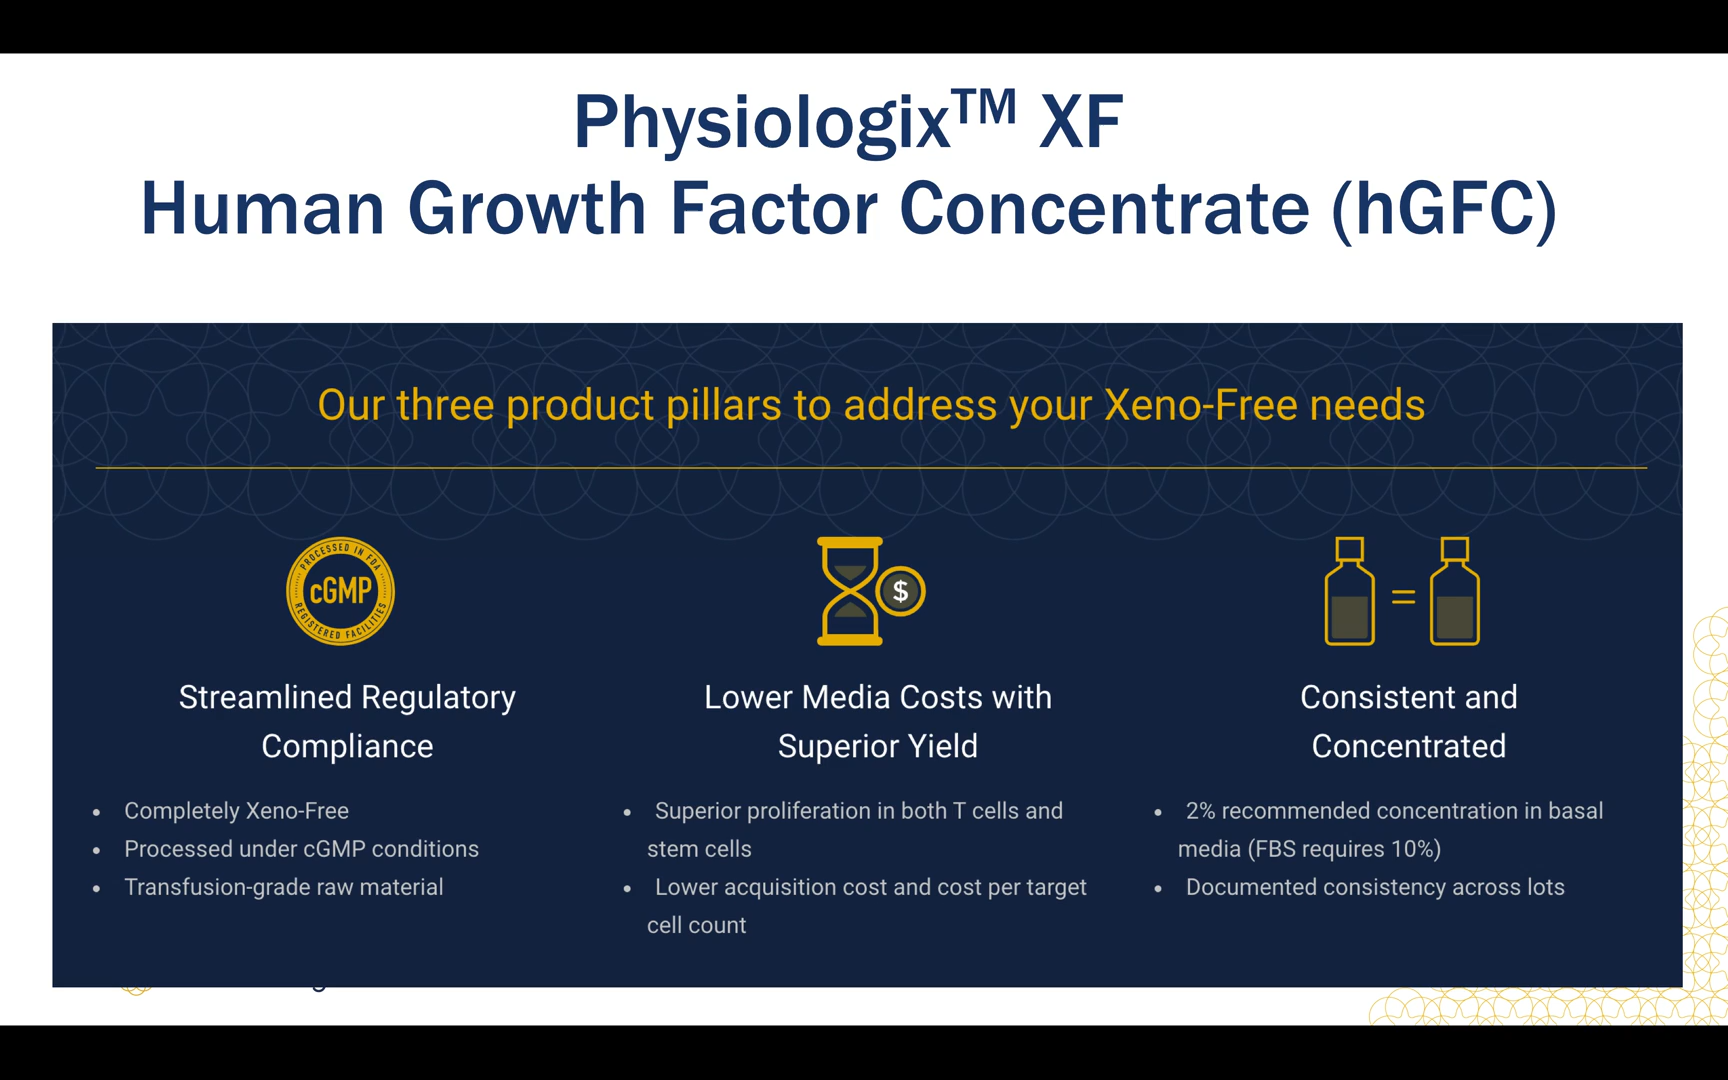 Physiologix™ XF
Human Growth Factor Concentrate (hGFC)
Our three product pillars to address your Xeno-Free needs
PROCESSED IN FDA
cGMP
REGISTERED FACILITIES
Streamlined Regulatory
Compliance
• Completely Xeno-Free
• Processed under cGMP conditions
• Transfusion-grade raw material
$
Lower Media Costs with
Superior Yield
• Superior proliferation in both T cells and
stem cells
• Lower acquisition cost and cost per target
cell count
=
Consistent and
Concentrated
• 2% recommended concentration in basal
media (FBS requires 10%)
• Documented consistency across lots